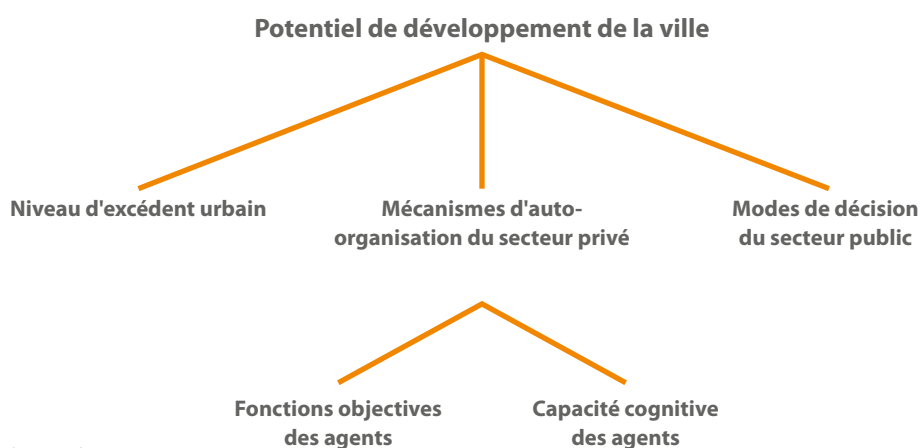 Potentiel de développement de la ville
Niveau d'excédent urbain
Mécanismes d'auto-
organisation du secteur privé
Modes de décision
du secteur public
Fonctions objectives
des agents
Capacité cognitive
des agents